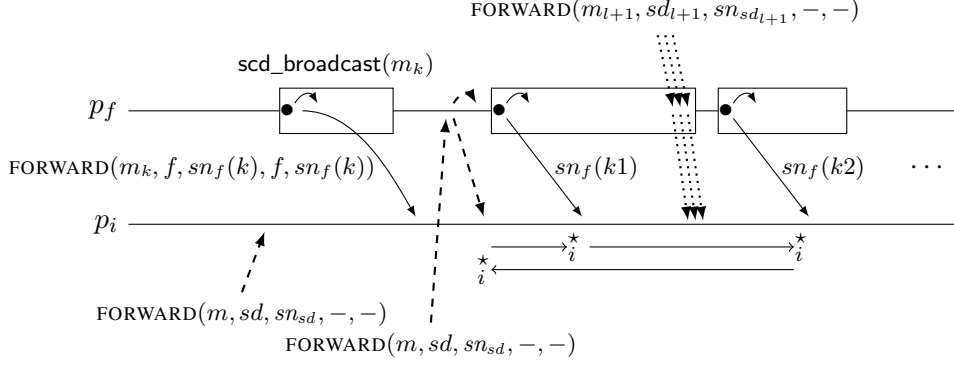 FORWARD(m_{l+1}, sd_{l+1}, sn_{sd_{l+1}}, −, −)
scd_broadcast(m_k)
p_f
FORWARD(m_k, f, sn_f(k), f, sn_f(k))
sn_f(k1)
sn_f(k2)
⋯
p_i
⋆ ⋆
i i
⋆
i
FORWARD(m, sd, sn_{sd}, −, −)
FORWARD(m, sd, sn_{sd}, −, −)